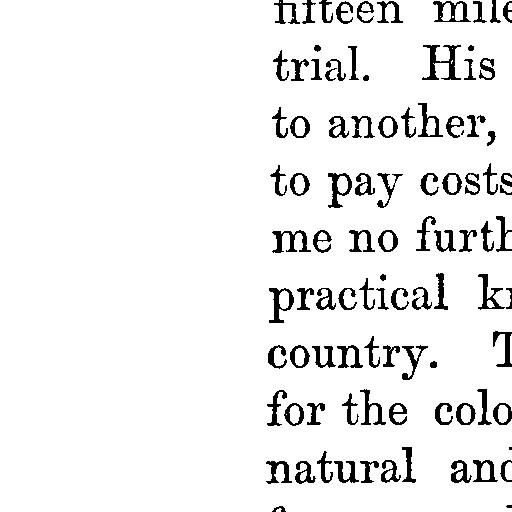 fifteen mile
trial. His
to another,
to pay costs
me no furth
practical k
country. T
for the colo
natural and